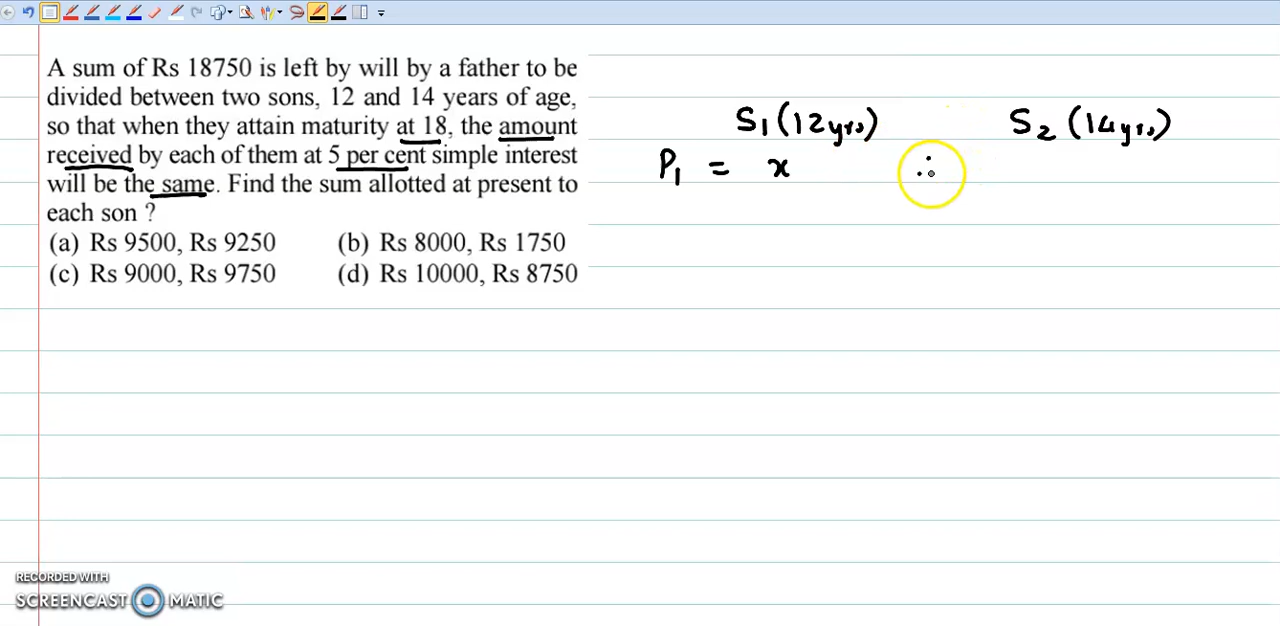 A sum of Rs 18750 is left by will by a father to be
divided between two sons, 12 and 14 years of age,
so that when they attain maturity at 18, the amount
received by each of them at 5 per cent simple interest
will be the same. Find the sum allotted at present to
each son ?
(a) Rs 9500, Rs 9250 (b) Rs 8000, Rs 1750
(c) Rs 9000, Rs 9750 (d) Rs 10000, Rs 8750
S₁ (12yrs) S₂ (14yrs)
P₁ = x ∴
RECORDED WITH
SCREENCAST MATIC